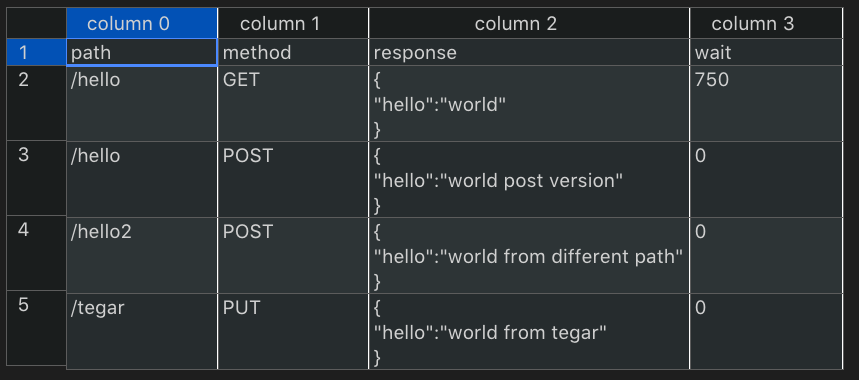 column 0 column 1 column 2 column 3
1 path method response wait
2 /hello GET { 750
"hello":"world"
}
3 /hello POST { 0
"hello":"world post version"
}
4 /hello2 POST { 0
"hello":"world from different path"
}
5 /tegar PUT { 0
"hello":"world from tegar"
}